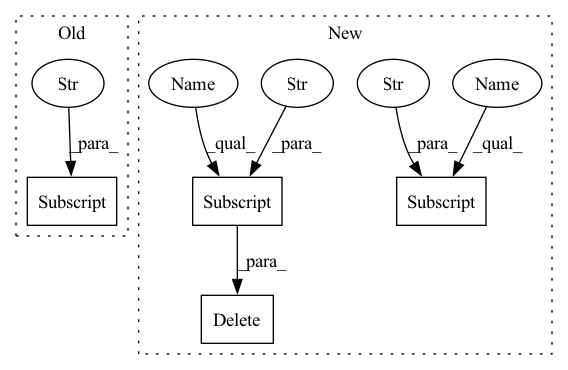 Old
New
Str
Name
Str
Str
Name
_para_
_qual_
_para_
_para_
_qual_
Subscript
Subscript
Subscript
_para_
Delete